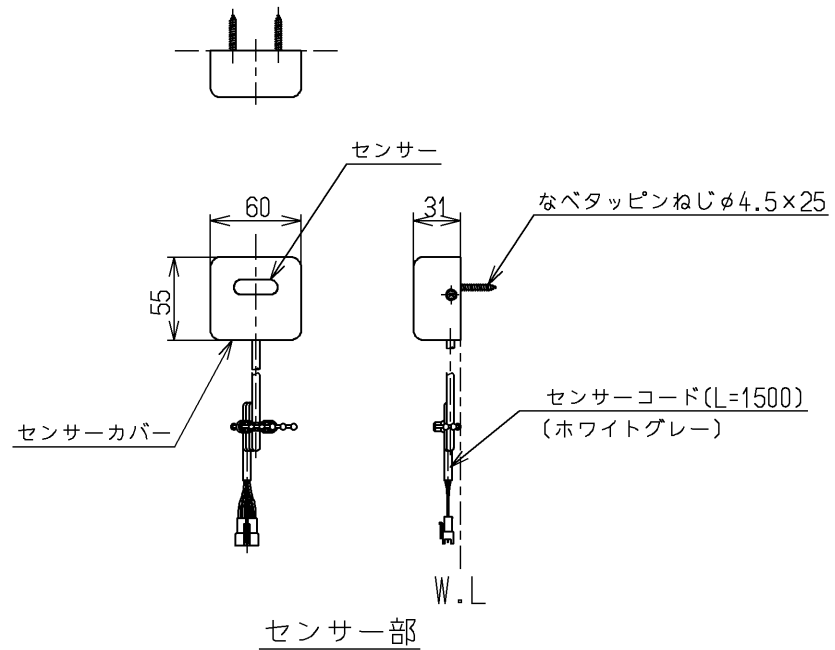 センサー
60
31
なベタッピンねじφ4.5×25
55
センサーコード(L=1500)
(ホワイトグレー)
センサーカバー
W.L
センサー部